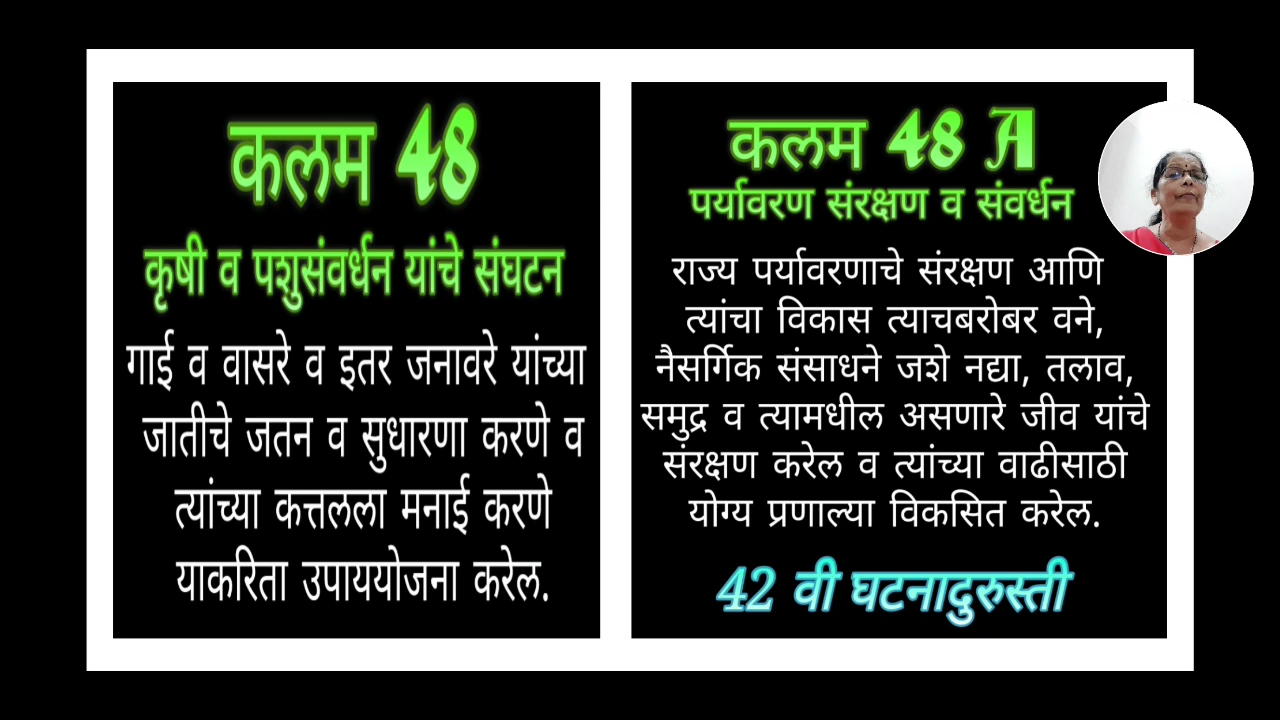 कलम 48
कृषी व पशुसंवर्धन यांचे संघटन
गाई व वासरे व इतर जनावरे यांच्या
जातीचे जतन व सुधारणा करणे व
त्यांच्या कत्तलला मनाई करणे
याकरिता उपाययोजना करेल.
कलम 48 A
पर्यावरण संरक्षण व संवर्धन
राज्य पर्यावरणाचे संरक्षण आणि
त्यांचा विकास त्याचबरोबर वने,
नैसर्गिक संसाधने जशे नद्या, तलाव,
समुद्र व त्यामधील असणारे जीव यांचे
संरक्षण करेल व त्यांच्या वाढीसाठी
योग्य प्रणाल्या विकसित करेल.
42 वी घटनादुरुस्ती